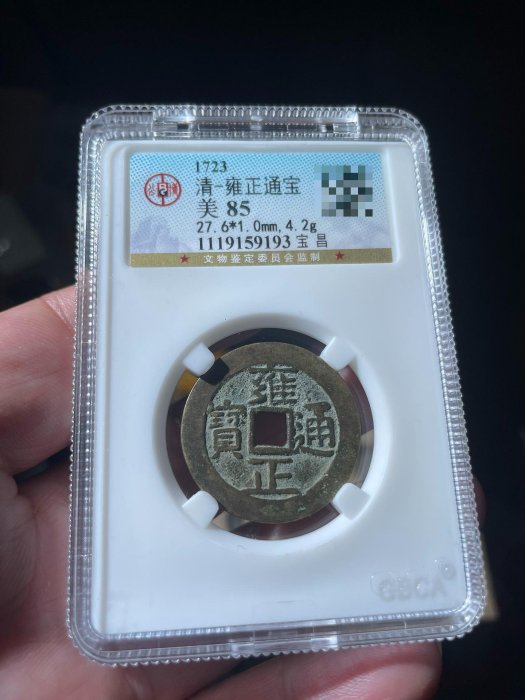 1723
清-雍正通宝
美 85
27.6*1.0mm,4.2g
1119159193 宝昌
★ 文物鉴定委员会监制 ★
雍正通寶